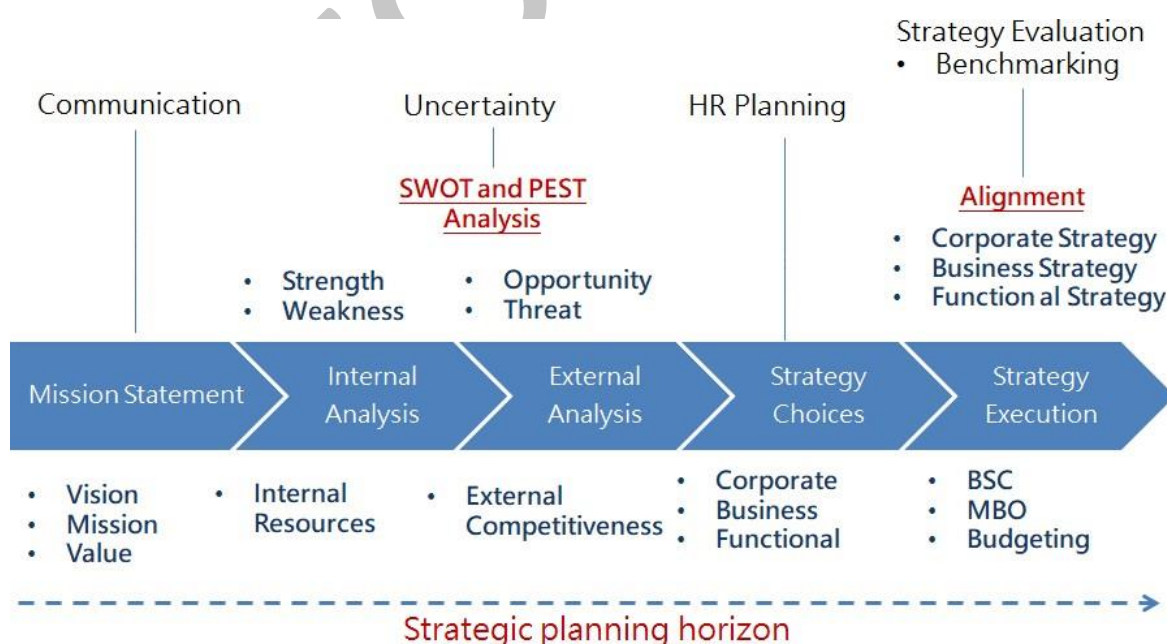 Strategy Evaluation
• Benchmarking
Communication
Uncertainty
HR Planning
SWOT and PEST
Analysis
Alignment
• Strength
• Weakness
• Opportunity
• Threat
• Corporate Strategy
• Business Strategy
• Function al Strategy
Mission Statement
Internal
Analysis
External
Analysis
Strategy
Choices
Strategy
Execution
• Vision
• Mission
• Value
• Internal
Resources
• External
Competitiveness
• Corporate
• Business
• Functional
• BSC
• MBO
• Budgeting
Strategic planning horizon